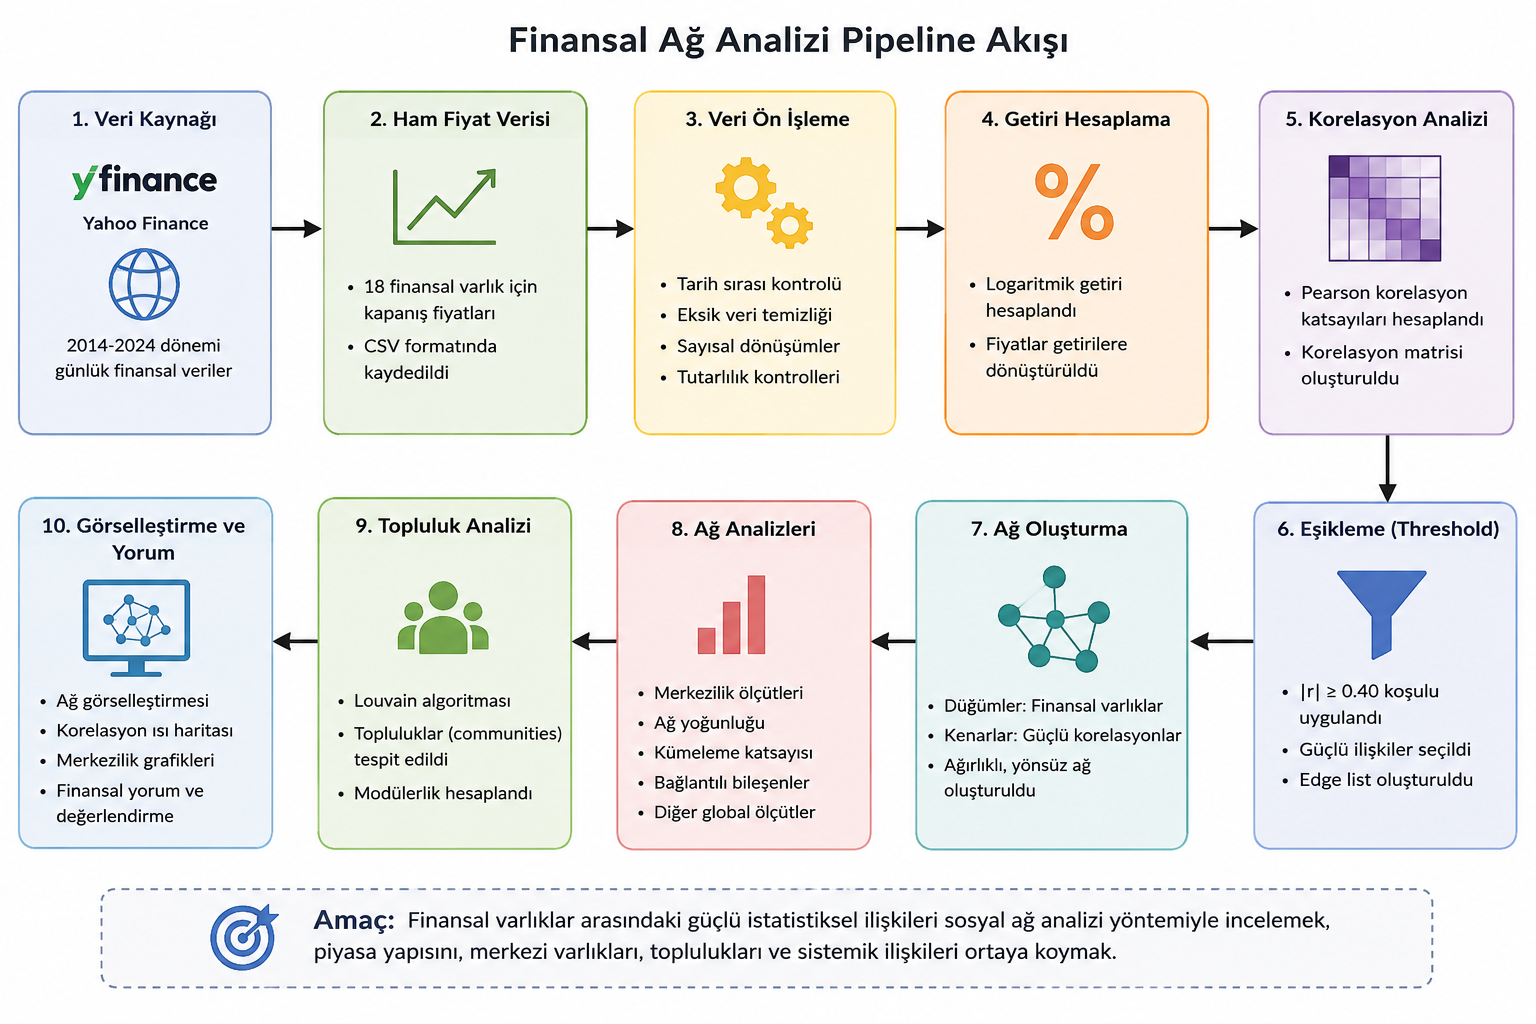 Finansal Ağ Analizi Pipeline Akışı
1. Veri Kaynağı
y finance
Yahoo Finance
2014-2024 dönemi
günlük finansal veriler
2. Ham Fiyat Verisi
• 18 finansal varlık için
kapanış fiyatları
• CSV formatında
kaydedildi
3. Veri Ön İşleme
• Tarih sırası kontrolü
• Eksik veri temizliği
• Sayısal dönüşümler
• Tutarlılık kontrolleri
4. Getiri Hesaplama
%
• Logaritmik getiri
hesaplandı
• Fiyatlar getirilere
dönüştürüldü
5. Korelasyon Analizi
• Pearson korelasyon
katsayıları hesaplandı
• Korelasyon matrisi
oluşturuldu
6. Eşikleme (Threshold)
• |r| ≥ 0.40 koşulu
uygulandı
• Güçlü ilişkiler seçildi
• Edge list oluşturuldu
7. Ağ Oluşturma
• Düğümler: Finansal varlıklar
• Kenarlar: Güçlü korelasyonlar
• Ağırlıklı, yönsüz ağ
oluşturuldu
8. Ağ Analizleri
• Merkezilik ölçütleri
• Ağ yoğunluğu
• Kümeleme katsayısı
• Bağlantılı bileşenler
• Diğer global ölçütler
9. Topluluk Analizi
• Louvain algoritması
• Topluluklar (communities)
tespit edildi
• Modülerlik hesaplandı
10. Görselleştirme ve
Yorum
• Ağ görselleştirmesi
• Korelasyon ısı haritası
• Merkezilik grafikleri
• Finansal yorum ve
değerlendirme
Amaç: Finansal varlıklar arasındaki güçlü istatistiksel ilişkileri sosyal ağ analizi yöntemiyle incelemek,
piyasa yapısını, merkezi varlıkları, toplulukları ve sistemik ilişkileri ortaya koymak.